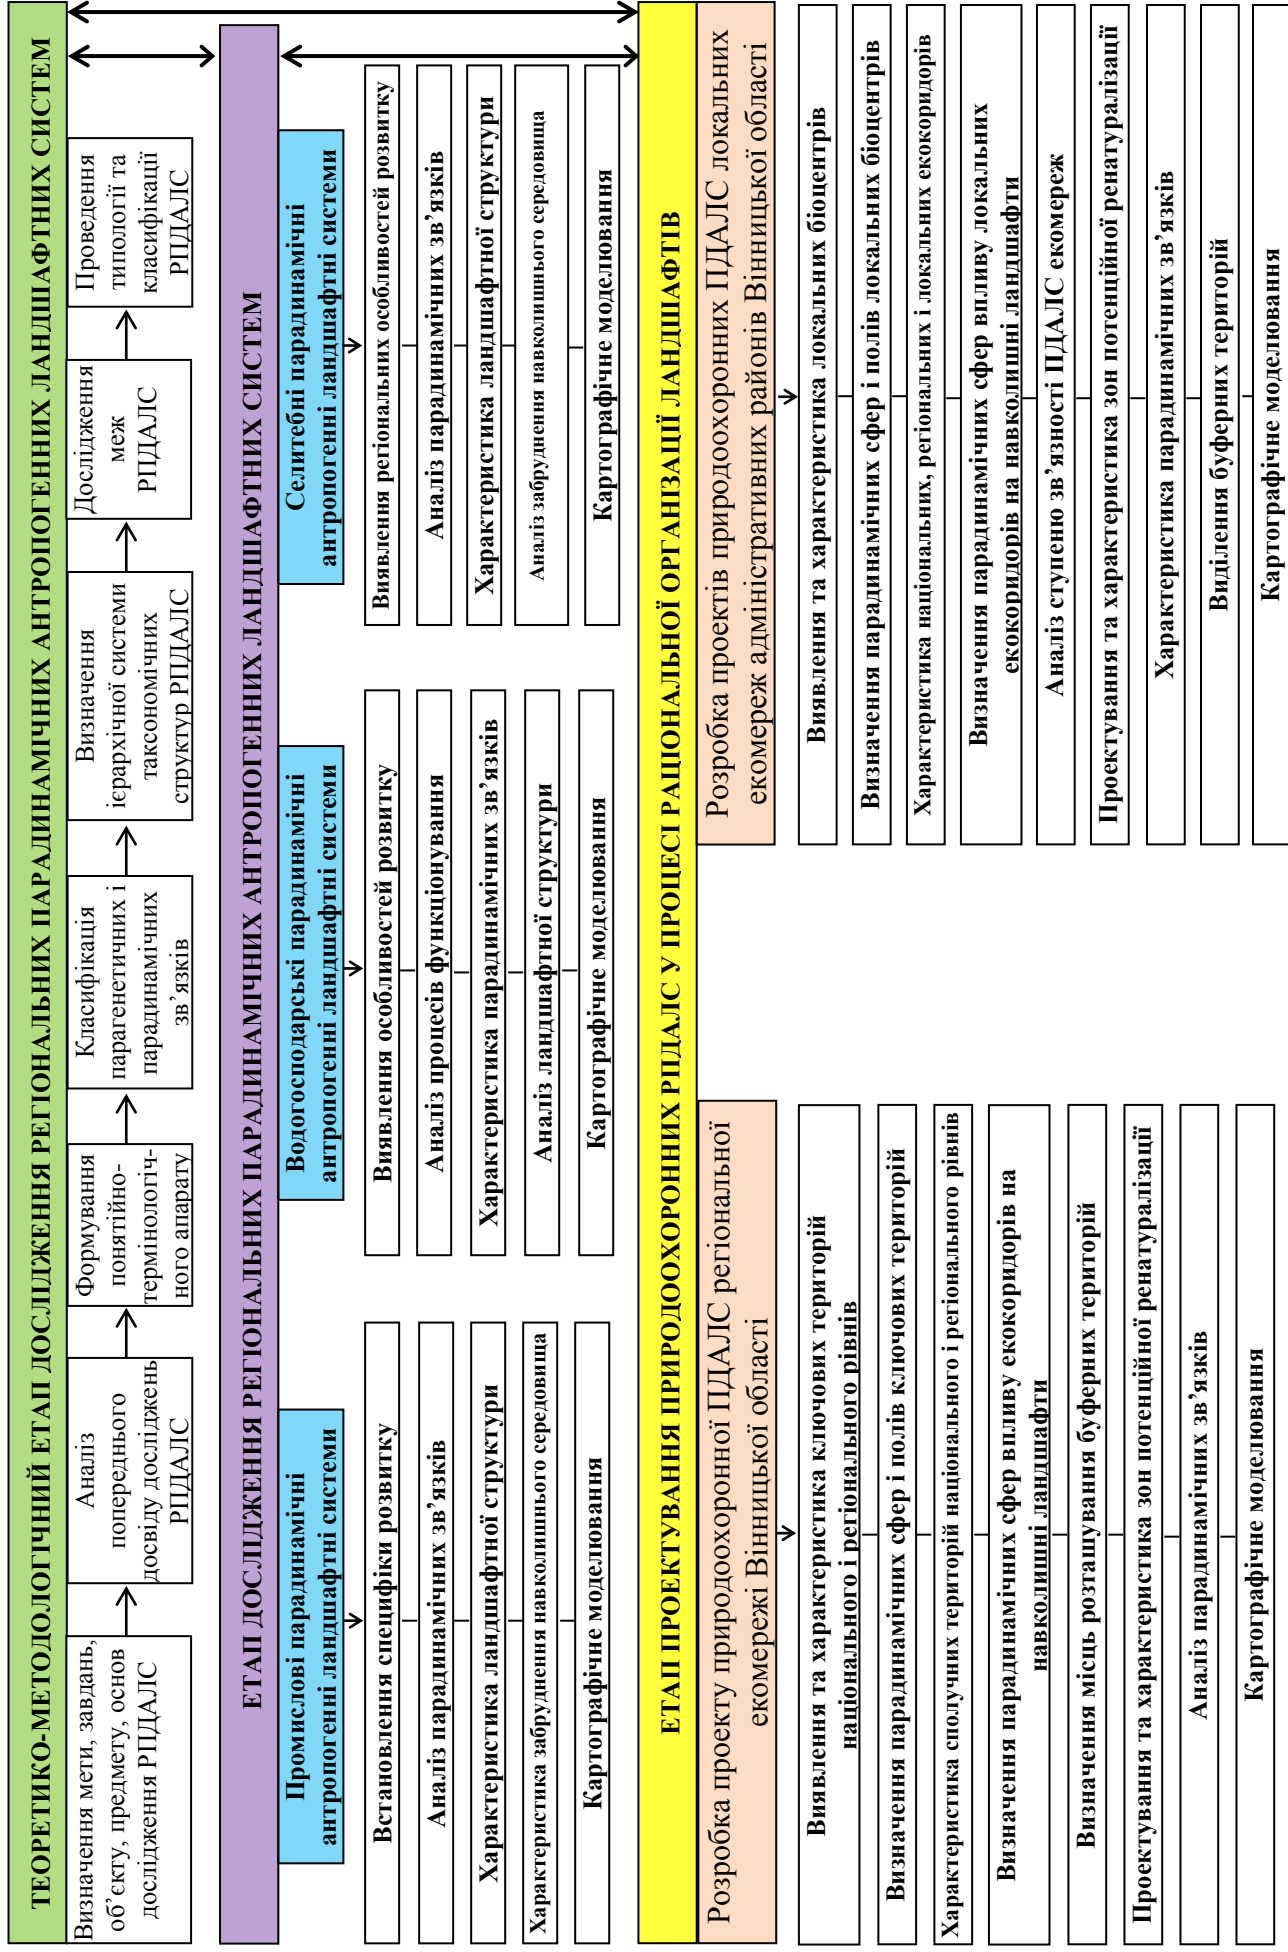 ТЕОРЕТИКО-МЕТОДОЛОГІЧНИЙ ЕТАП ДОСЛІДЖЕННЯ РЕГІОНАЛЬНИХ ПАРАДИНАМІЧНИХ АНТРОПОГЕННИХ ЛАНДШАФТНИХ СИСТЕМ
Визначення мети, завдань,
об’єкту, предмету, основ
дослідження РПДАЛС
Аналіз
попереднього
досвіду досліджень
РПДАЛС
Формування
понятійно-
термінологіч-
ного апарату
Класифікація
парагенетичних і
парадинамічних
зв’язків
Визначення
ієрархічної системи
таксономічних
структур РПДАЛС
Дослідження
меж
РПДАЛС
Проведення
типології та
класифікації
РПДАЛС
ЕТАП ДОСЛІДЖЕННЯ РЕГІОНАЛЬНИХ ПАРАДИНАМІЧНИХ АНТРОПОГЕННИХ ЛАНДШАФТНИХ СИСТЕМ
Промислові парадинамічні
антропогенні ландшафтні системи
Встановлення специфіки розвитку
Аналіз парадинамічних зв’язків
Характеристика ландшафтної структури
Характеристика забруднення навколишнього середовища
Картографічне моделювання
Водогосподарські парадинамічні
антропогенні ландшафтні системи
Виявлення особливостей розвитку
Аналіз процесів функціонування
Характеристика парадинамічних зв’язків
Аналіз ландшафтної структури
Картографічне моделювання
Селитебні парадинамічні
антропогенні ландшафтні системи
Виявлення регіональних особливостей розвитку
Аналіз парадинамічних зв’язків
Характеристика ландшафтної структури
Аналіз забруднення навколишнього середовища
Картографічне моделювання
ЕТАП ПРОЕКТУВАННЯ ПРИРОДООХОРОННИХ РПДАЛС У ПРОЦЕСІ РАЦІОНАЛЬНОЇ ОРГАНІЗАЦІЇ ЛАНДШАФТІВ
Розробка проекту природоохоронної ПДАЛС регіональної
екомережі Вінницької області
Виявлення та характеристика ключових територій
національного і регіонального рівнів
Визначення парадинамічних сфер і полів ключових територій
Характеристика сполучних територій національного і регіонального рівнів
Визначення парадинамічних сфер впливу екокоридорів на
навколишні ландшафти
Визначення місць розташування буферних територій
Проектування та характеристика зон потенційної ренатуралізації
Аналіз парадинамічних зв’язків
Картографічне моделювання
Розробка проектів природоохоронних ПДАЛС локальних
екомереж адміністративних районів Вінницької області
Виявлення та характеристика локальних біоцентрів
Визначення парадинамічних сфер і полів локальних біоцентрів
Характеристика національних, регіональних і локальних екокоридорів
Визначення парадинамічних сфер впливу локальних
екокоридорів на навколишні ландшафти
Аналіз ступеню зв’язності ПДАЛС екомереж
Проектування та характеристика зон потенційної ренатуралізації
Характеристика парадинамічних зв’язків
Виділення буферних територій
Картографічне моделювання